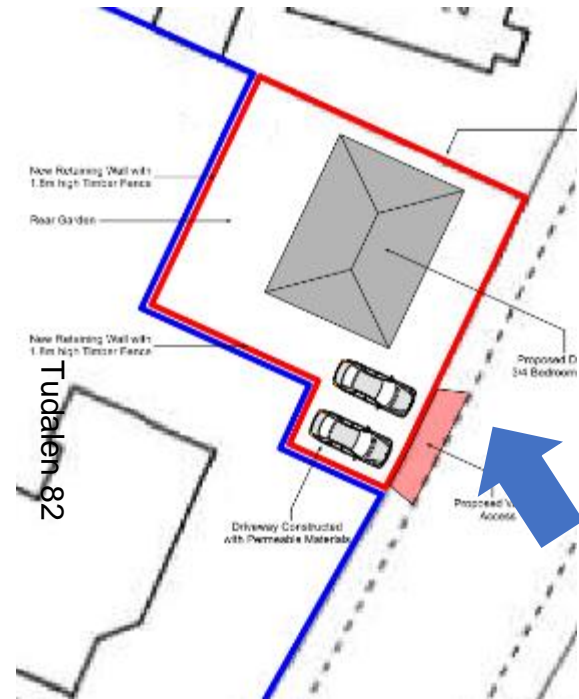 New Retaining Wall with
1.8m high Timber Fence
Rear Garden
New Retaining Wall with
1.8m high Timber Fence
Proposed D
3/4 Bedroom
Tudalen 82
Proposed
Access
Driveway Constructed
with Permeable Materials